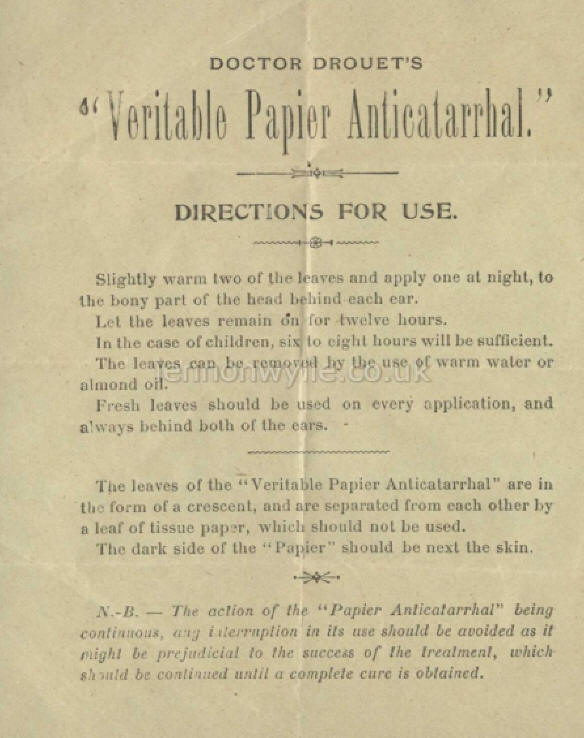 DOCTOR DROUET'S
"Veritable Papier Anticatarrhal."
DIRECTIONS FOR USE.
Slightly warm two of the leaves and apply one at night, to
the bony part of the head behind each ear.
Let the leaves remain on for twelve hours.
In the case of children, six to eight hours will be sufficient.
The leaves can be removed by the use of warm water or
almond oil.
lennonwylie.co.uk
Fresh leaves should be used on every application, and
always behind both of the ears.
The leaves of the "Veritable Papier Anticatarrhal" are in
the form of a crescent, and are separated from each other by
a leaf of tissue paper, which should not be used.
The dark side of the "Papier" should be next the skin.
N.-B. — The action of the "Papier Anticatarrhal" being
continuous, any interruption in its use should be avoided as it
might be prejudicial to the success of the treatment, which
should be continued until a complete cure is obtained.